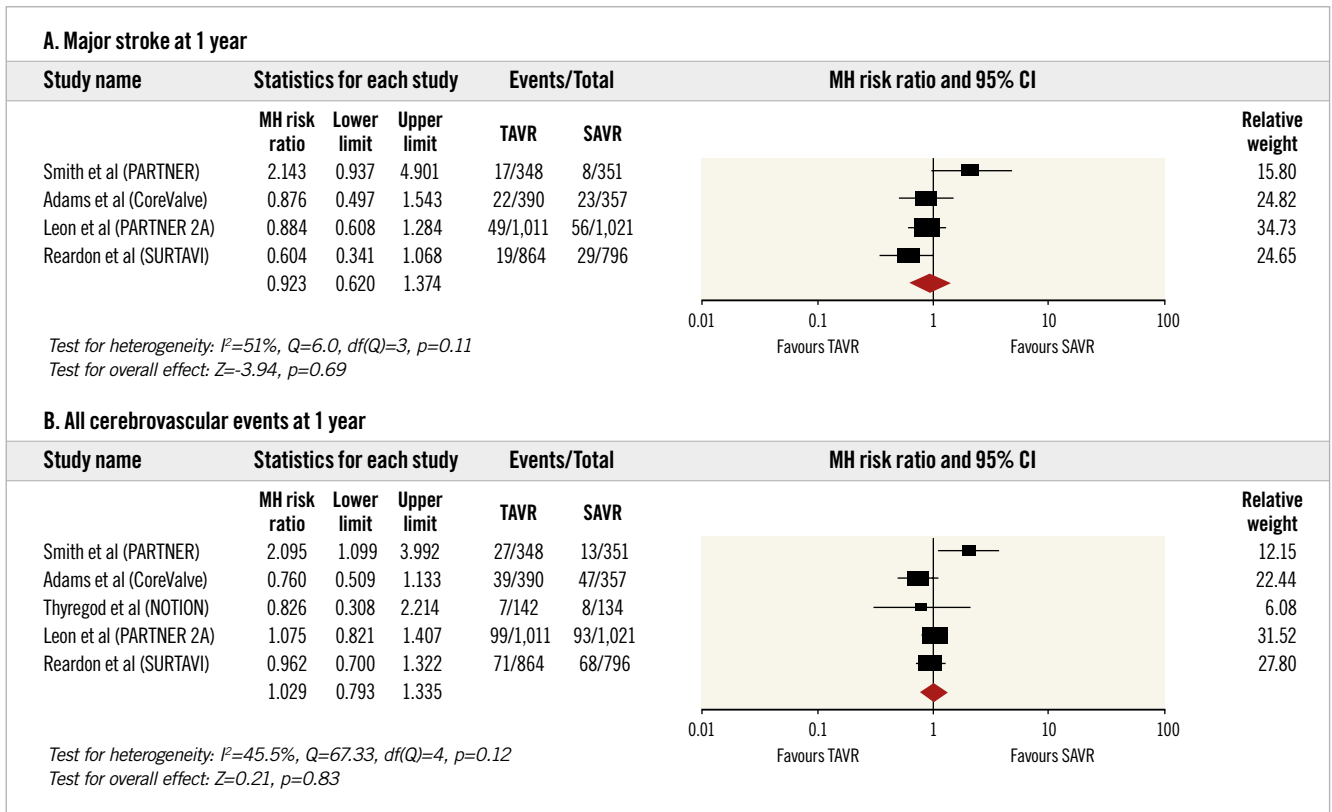 A. Major stroke at 1 year
Study name Statistics for each study Events/Total MH risk ratio and 95% CI
MH risk ratio Lower limit Upper limit TAVR SAVR Relative weight
Smith et al (PARTNER) 2.143 0.937 4.901 17/348 8/351 15.80
Adams et al (CoreValve) 0.876 0.497 1.543 22/390 23/357 24.82
Leon et al (PARTNER 2A) 0.884 0.608 1.284 49/1,011 56/1,021 34.73
Reardon et al (SURTAVI) 0.604 0.341 1.068 19/864 29/796 24.65
0.923 0.620 1.374
0.01 0.1 1 10 100
Favours TAVR Favours SAVR
Test for heterogeneity: I²=51%, Q=6.0, df(Q)=3, p=0.11
Test for overall effect: Z=-3.94, p=0.69
B. All cerebrovascular events at 1 year
Study name Statistics for each study Events/Total MH risk ratio and 95% CI
MH risk ratio Lower limit Upper limit TAVR SAVR Relative weight
Smith et al (PARTNER) 2.095 1.099 3.992 27/348 13/351 12.15
Adams et al (CoreValve) 0.760 0.509 1.133 39/390 47/357 22.44
Thyregod et al (NOTION) 0.826 0.308 2.214 7/142 8/134 6.08
Leon et al (PARTNER 2A) 1.075 0.821 1.407 99/1,011 93/1,021 31.52
Reardon et al (SURTAVI) 0.962 0.700 1.322 71/864 68/796 27.80
1.029 0.793 1.335
0.01 0.1 1 10 100
Favours TAVR Favours SAVR
Test for heterogeneity: I²=45.5%, Q=67.33, df(Q)=4, p=0.12
Test for overall effect: Z=0.21, p=0.83